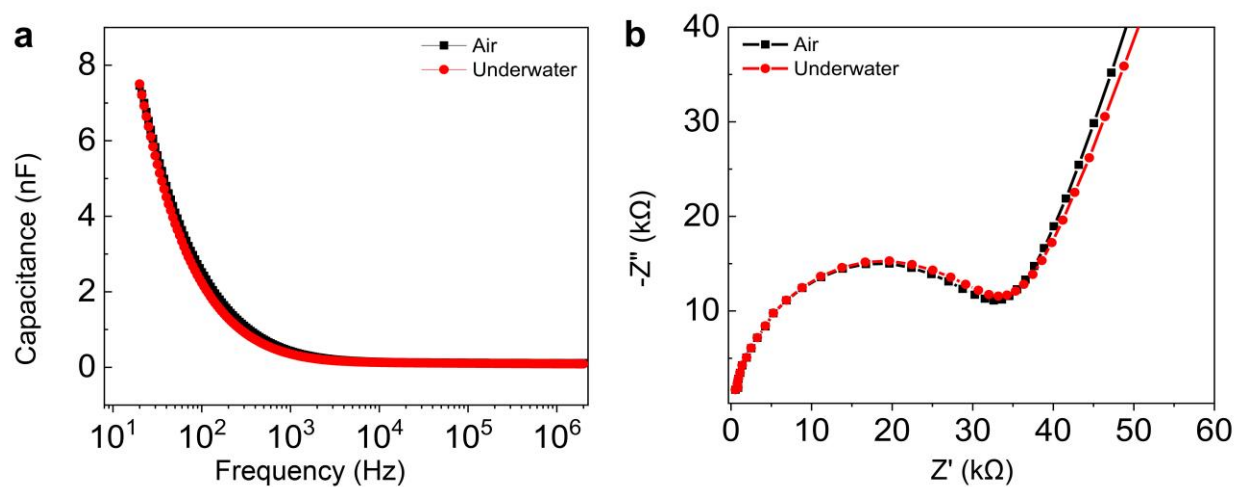 a
Air
Underwater
Capacitance (nF)
8
6
4
2
0
10¹ 10² 10³ 10⁴ 10⁵ 10⁶
Frequency (Hz)
b
Air
Underwater
-Z" (kΩ)
40
30
20
10
0 10 20 30 40 50 60
Z' (kΩ)